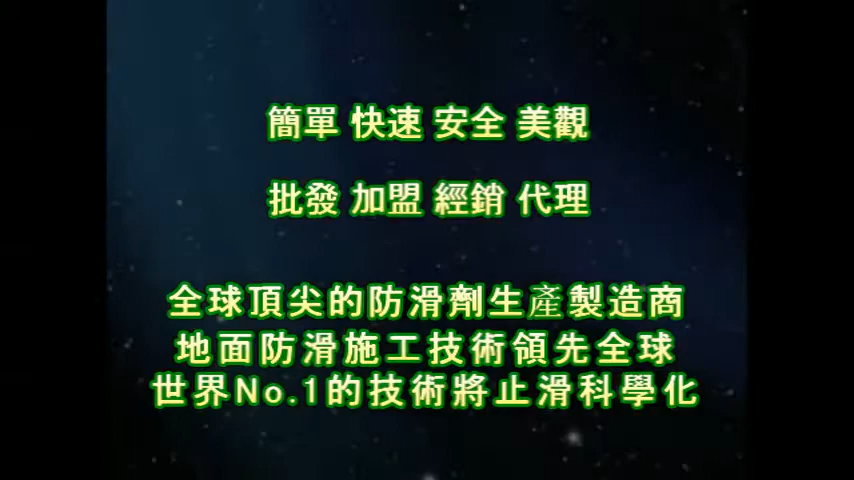 簡單 快速 安全 美觀
批發 加盟 經銷 代理
全球頂尖的防滑劑生產製造商
地面防滑施工技術領先全球
世界No.1的技術將止滑科學化